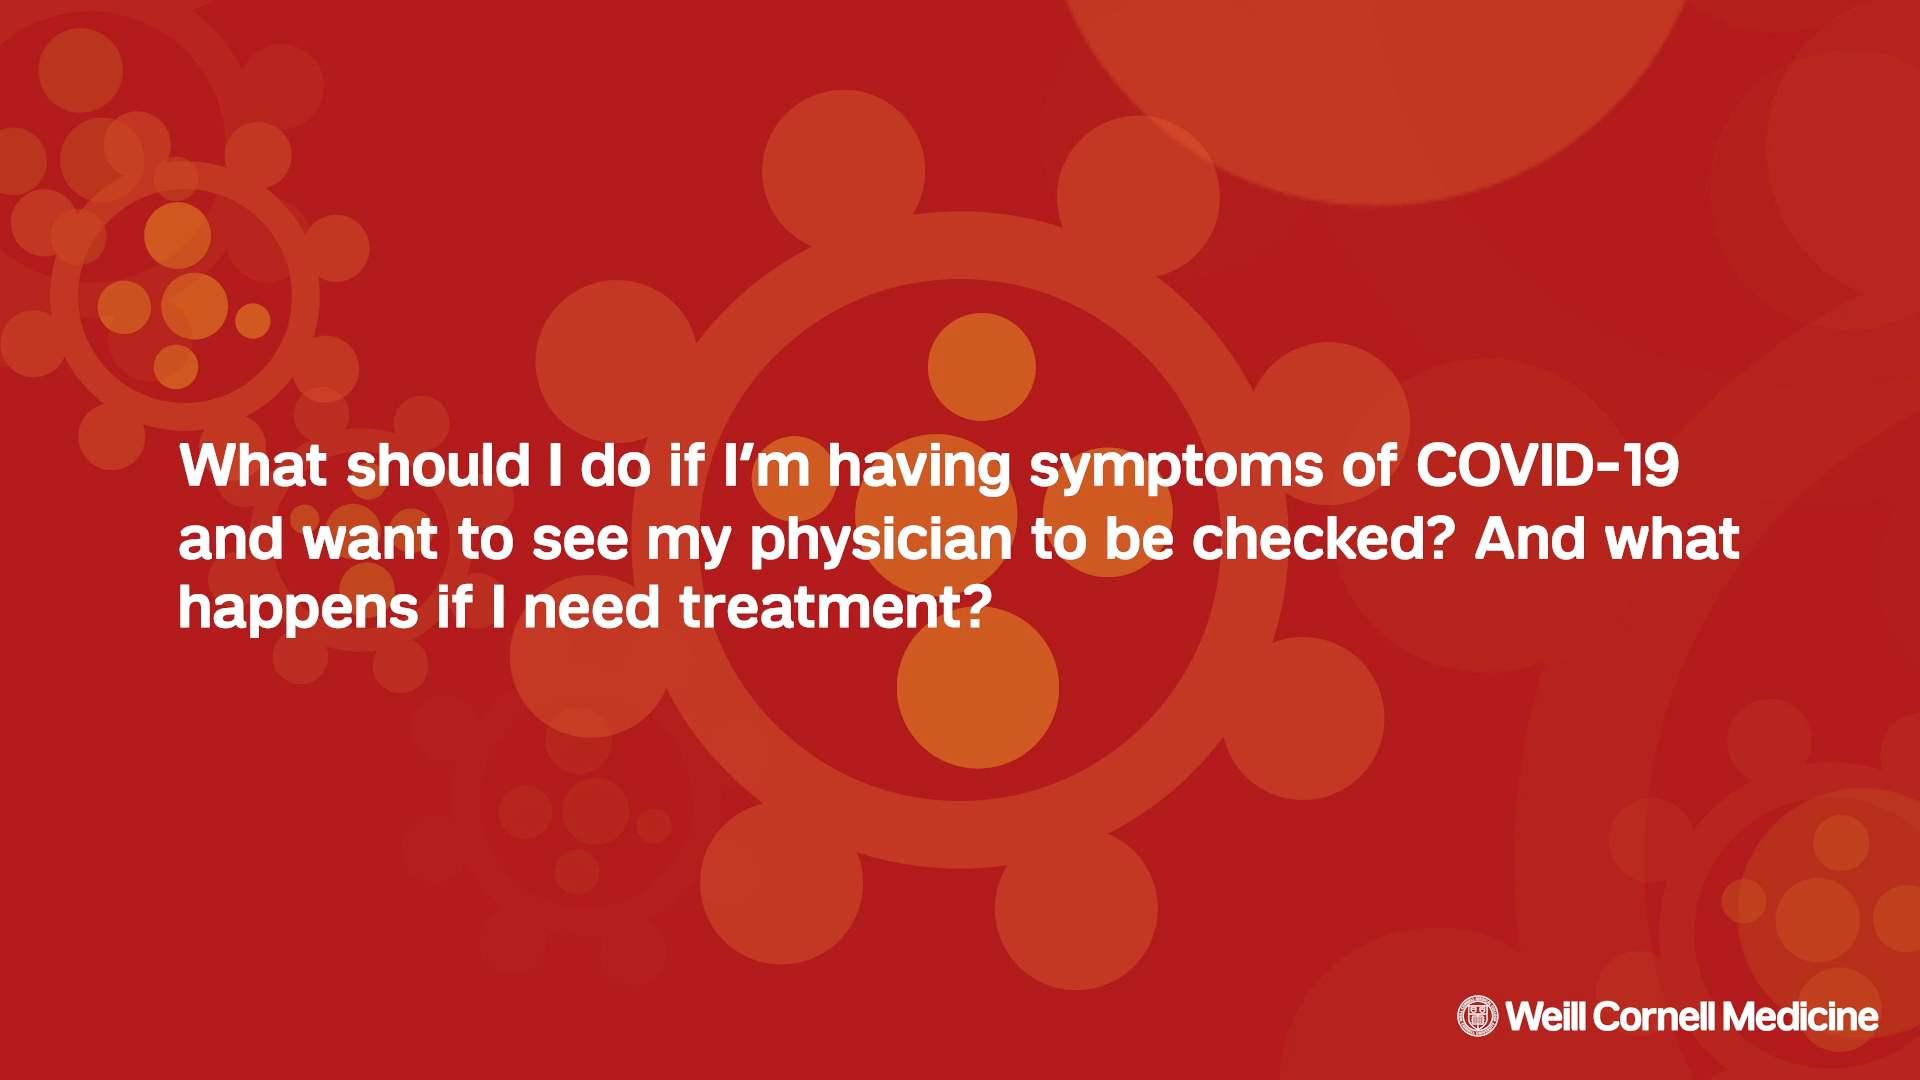 What should I do if I’m having symptoms of COVID-19
and want to see my physician to be checked? And what
happens if I need treatment?
Weill Cornell Medicine